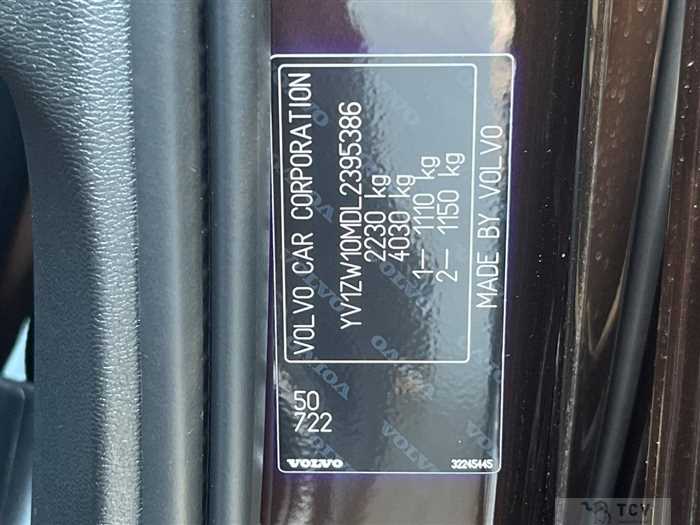 VOLVO CAR CORPORATION
YV1ZW10MDL2395386
2230 kg
4030 kg
1– 1110 kg
2– 1150 kg
MADE BY VOLVO
50
722
VOLVO
32245445
TCV